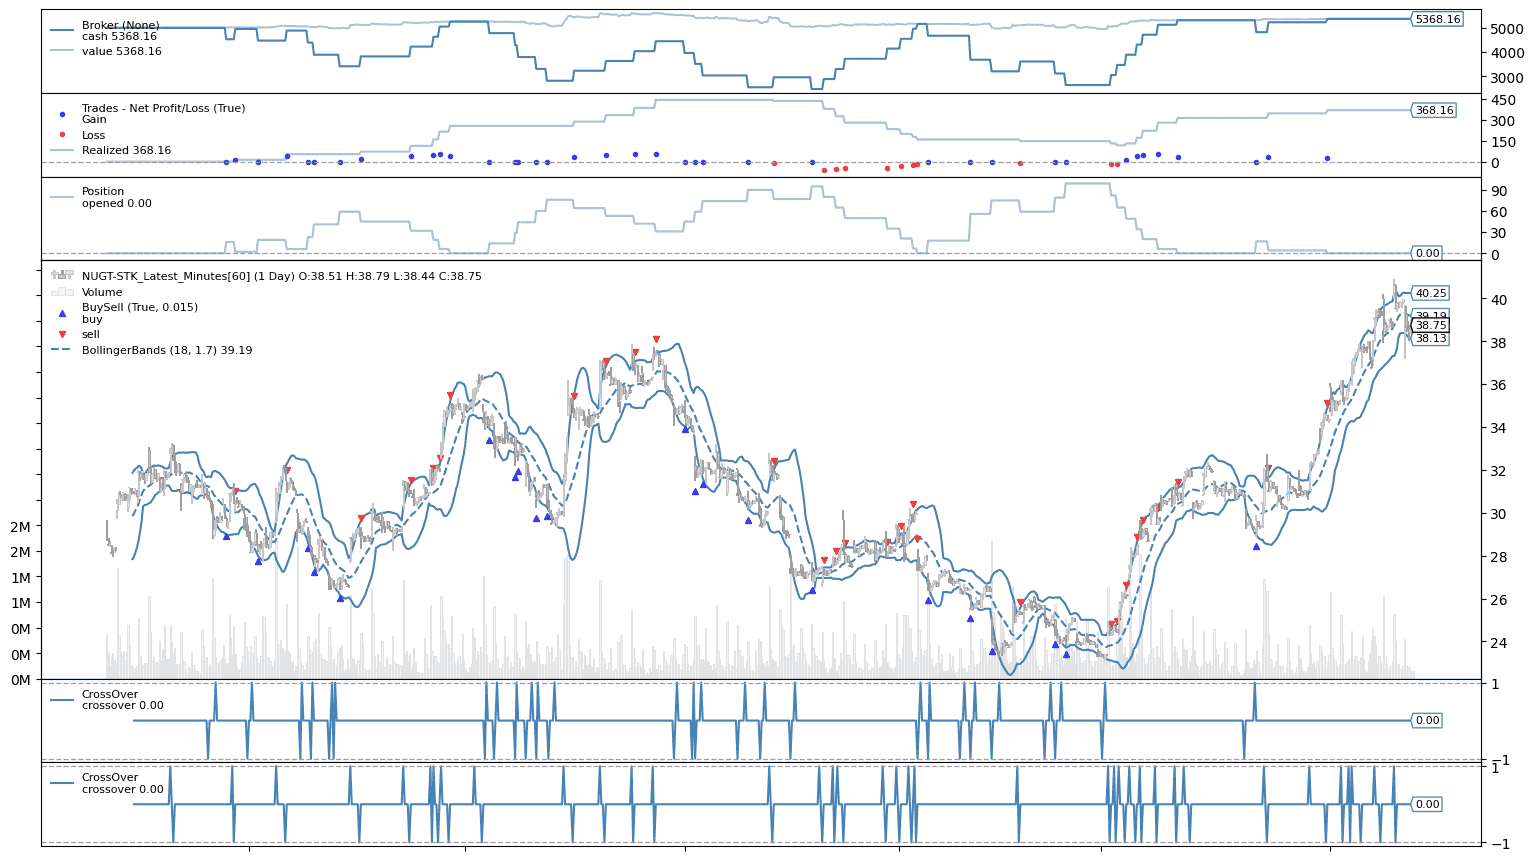 Broker (None)
cash 5368.16
value 5368.16
5368.16
5000
4000
3000
Trades - Net Profit/Loss (True)
Gain
Loss
Realized 368.16
368.16
450
300
150
0
Position
opened 0.00
90
60
30
0.00
0
NUGT-STK_Latest_Minutes[60] (1 Day) O:38.51 H:38.79 L:38.44 C:38.75
Volume
BuySell (True, 0.015)
buy
sell
BollingerBands (18, 1.7) 39.19
40.25
39.19
38.75
38.13
40
38
36
34
32
30
28
26
24
2M
2M
1M
1M
0M
0M
0M
CrossOver
crossover 0.00
1
0.00
−1
CrossOver
crossover 0.00
1
0.00
−1